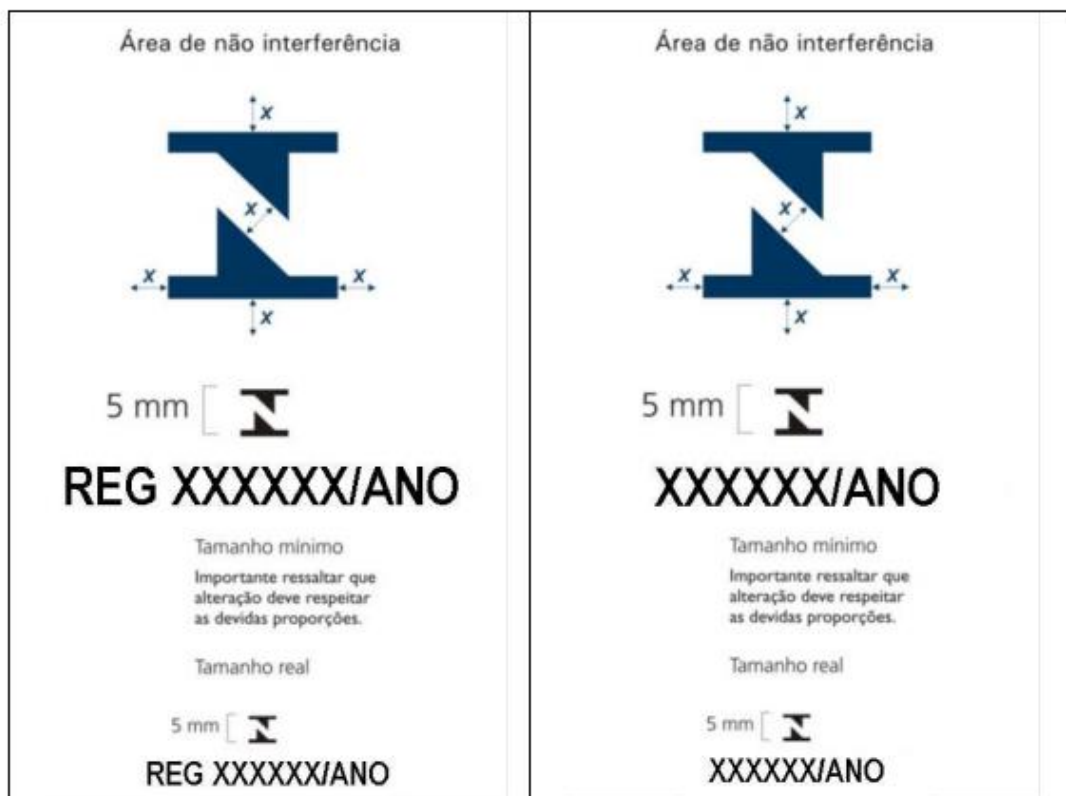 Área de não interferência
x
x
x
x
x
5 mm
REG XXXXXX/ANO
Tamanho mínimo
Importante ressaltar que
alteração deve respeitar
as devidas proporções.
Tamanho real
5 mm
REG XXXXXX/ANO
Área de não interferência
x
x
x
x
x
5 mm
XXXXXX/ANO
Tamanho mínimo
Importante ressaltar que
alteração deve respeitar
as devidas proporções.
Tamanho real
5 mm
XXXXXX/ANO